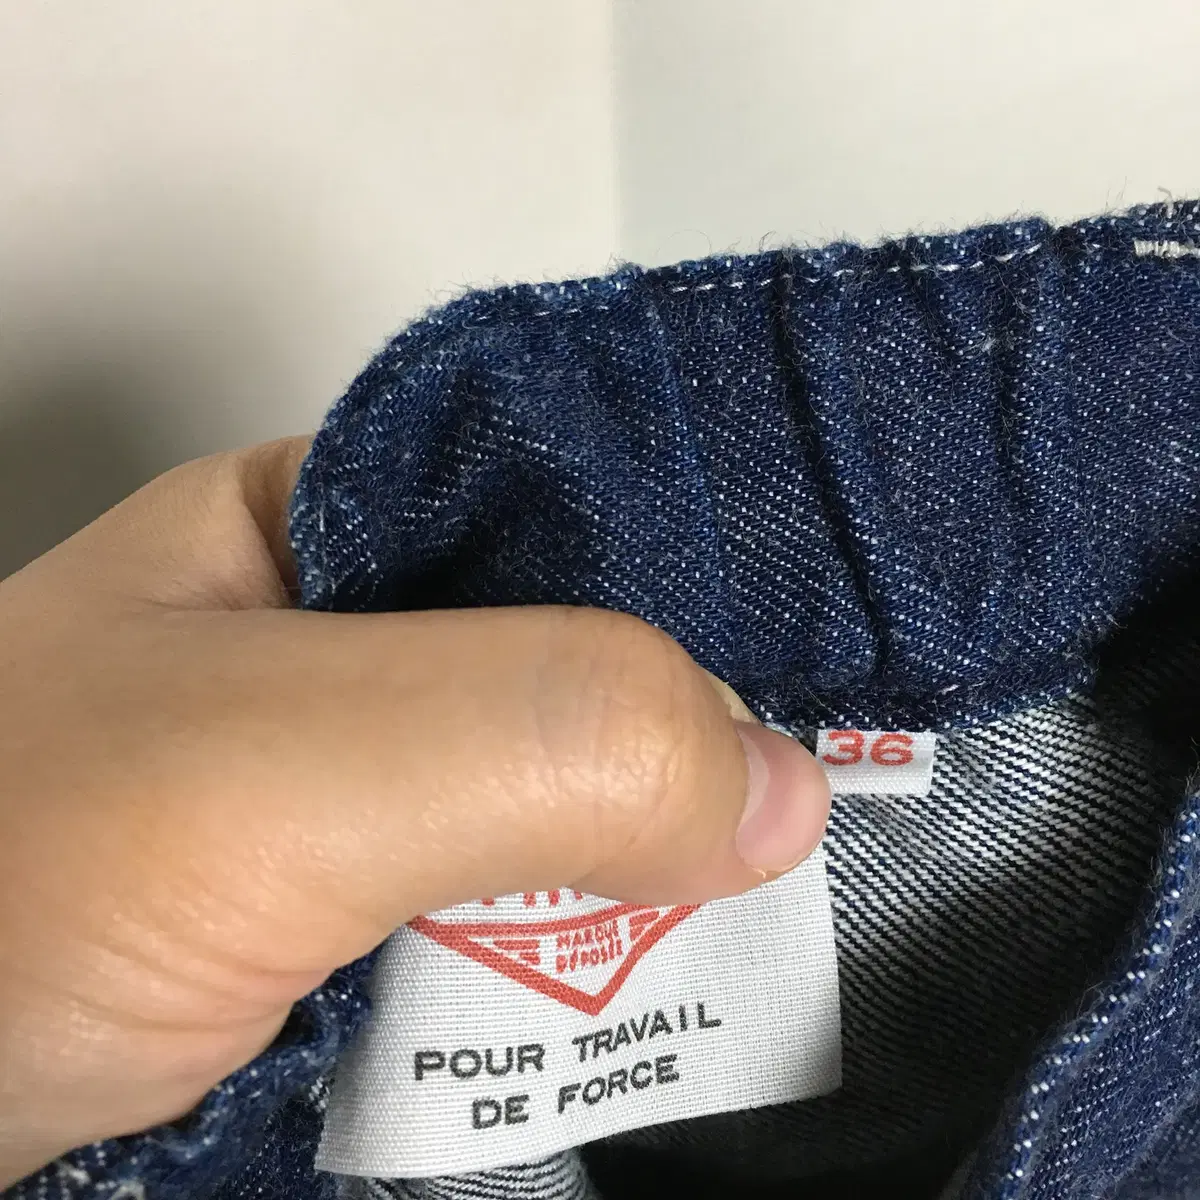 36
MARQUE
DÉPOSÉE
POUR TRAVAIL
DE FORCE